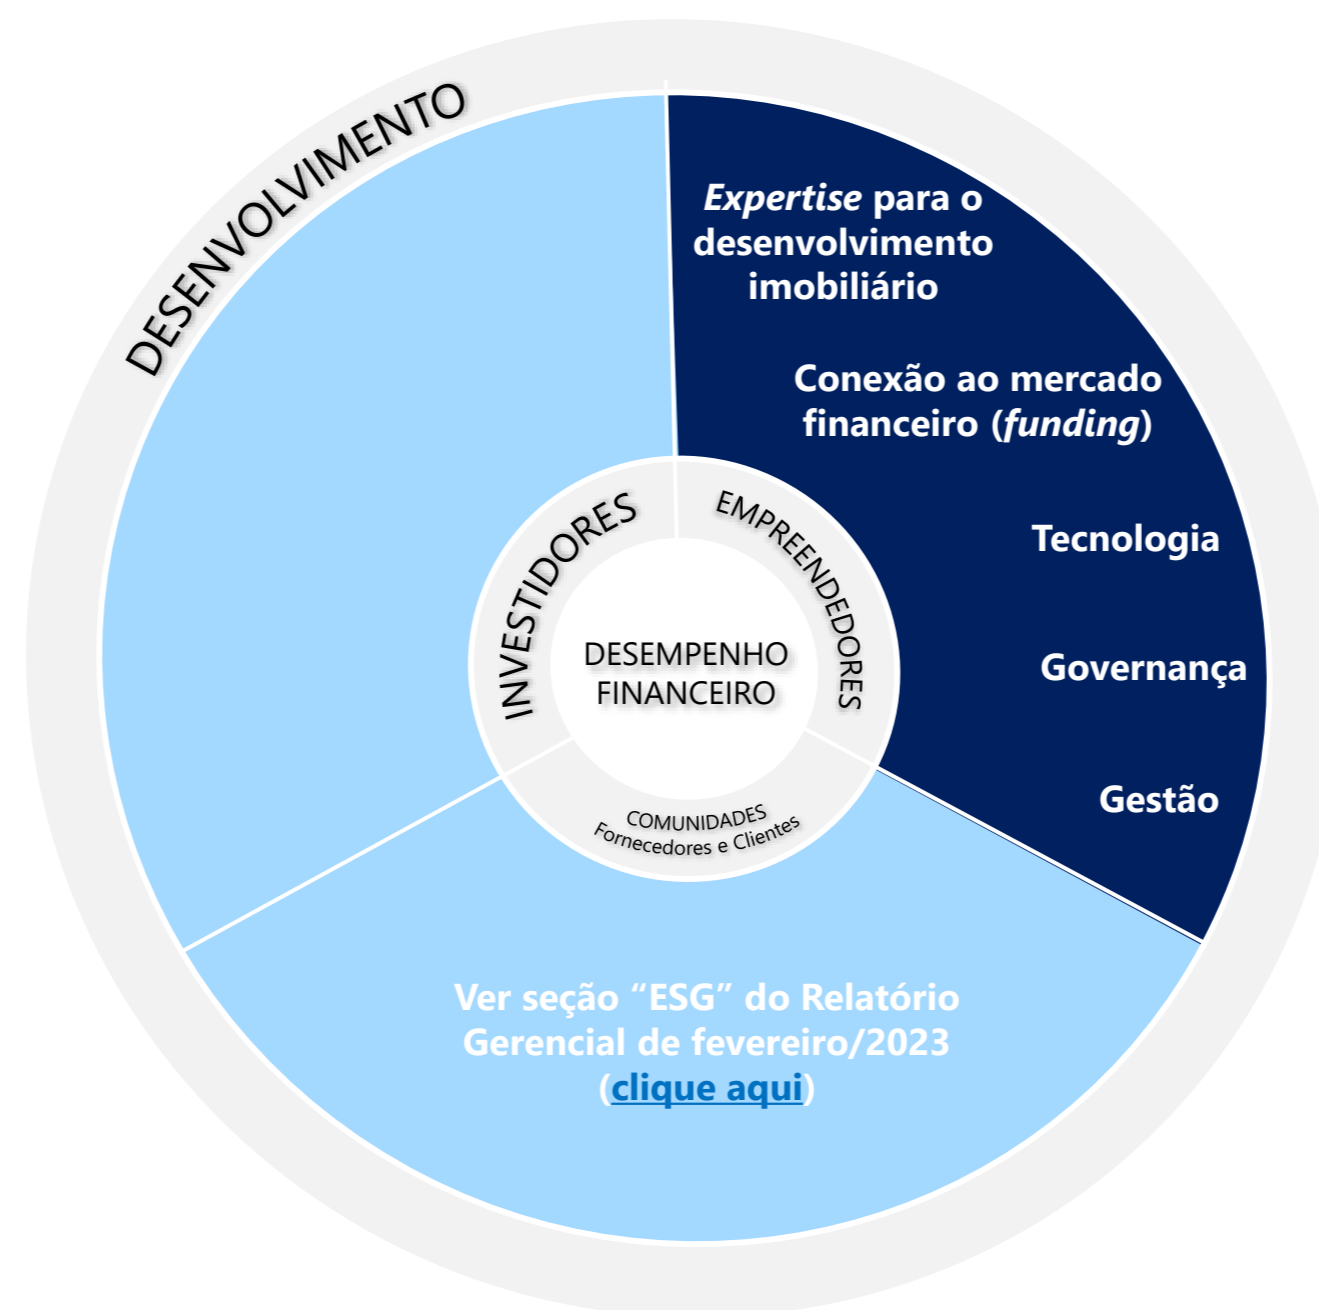 DESENVOLVIMENTO
Expertise para o
desenvolvimento
imobiliário
Conexão ao mercado
financeiro (funding)
Tecnologia
Governança
Gestão
INVESTIDORES
EMPREENDEDORES
DESEMPENHO
FINANCEIRO
COMUNIDADES
Fornecedores e Clientes
Ver seção “ESG” do Relatório
Gerencial de fevereiro/2023
(clique aqui)